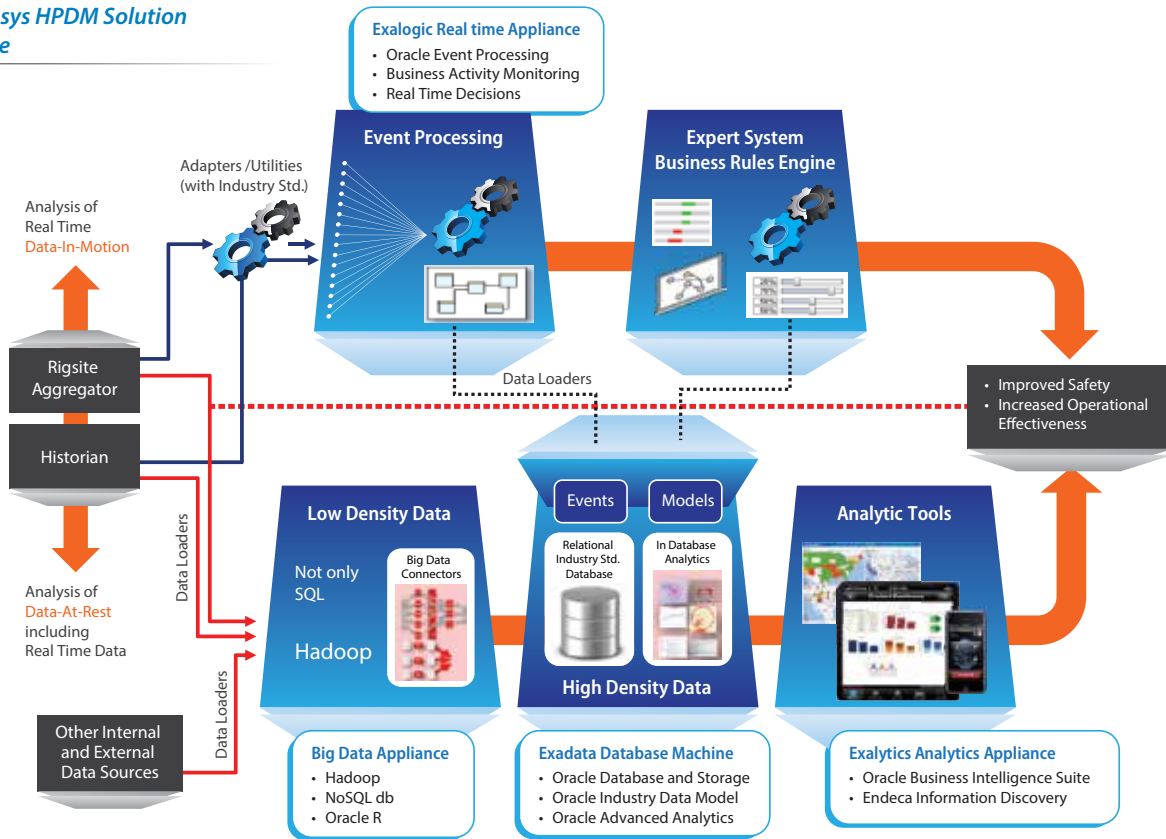 sys HPDM Solution
e
Exalogic Real time Appliance
• Oracle Event Processing
• Business Activity Monitoring
• Real Time Decisions
Event Processing
Expert System
Business Rules Engine
Adapters /Utilities
(with Industry Std.)
Analysis of
Real Time
Data-In-Motion
Rigsite
Aggregator
Historian
Data Loaders
• Improved Safety
• Increased Operational
Effectiveness
Analysis of
Data-At-Rest
including
Real Time Data
Data Loaders
Data Loaders
Other Internal
and External
Data Sources
Low Density Data
Not only
SQL
Hadoop
Big Data
Connectors
Events
Models
Relational
Industry Std.
Database
In Database
Analytics
High Density Data
Analytic Tools
Big Data Appliance
• Hadoop
• NoSQL db
• Oracle R
Exadata Database Machine
• Oracle Database and Storage
• Oracle Industry Data Model
• Oracle Advanced Analytics
Exalytics Analytics Appliance
• Oracle Business Intelligence Suite
• Endeca Information Discovery